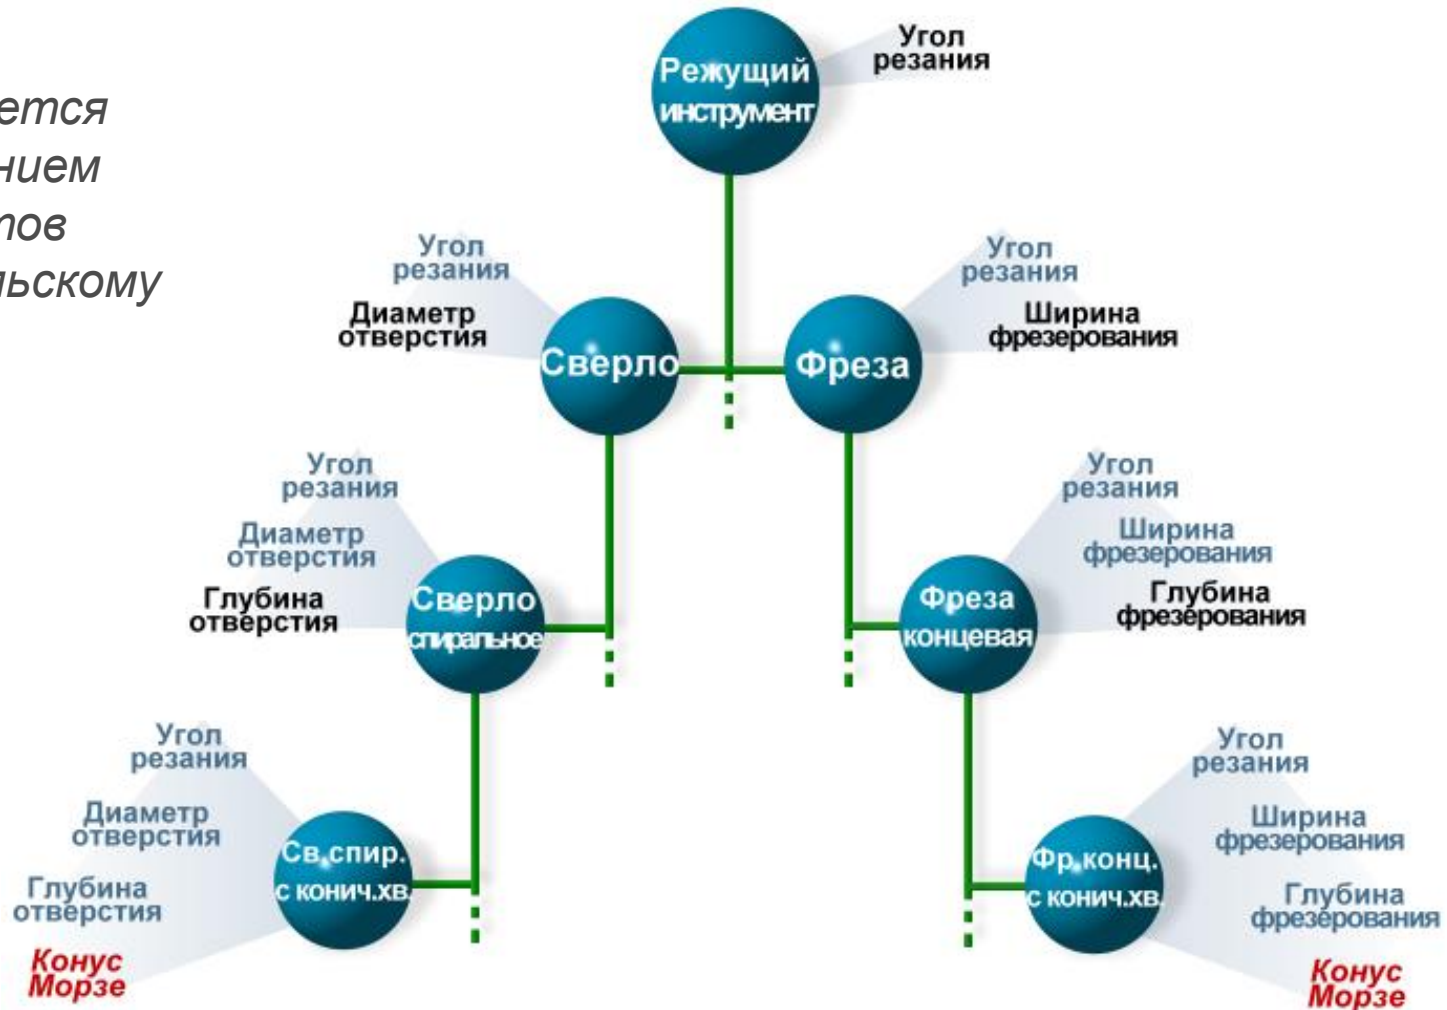 Режущий
инструмент
Угол
резания
ется
нием
тов
льскому
Угол
резания
Диаметр
отверстия
Сверло
Угол
резания
Ширина
фрезерования
Фреза
Угол
резания
Диаметр
отверстия
Глубина
отверстия
Сверло
спиральное
Угол
резания
Ширина
фрезерования
Глубина
фрезерования
Фреза
концевая
Угол
резания
Диаметр
отверстия
Глубина
отверстия
Конус
Морзе
Св.спир.
с конич.хв.
Угол
резания
Ширина
фрезерования
Глубина
фрезерования
Конус
Морзе
Фр.конц.
с конич.хв.